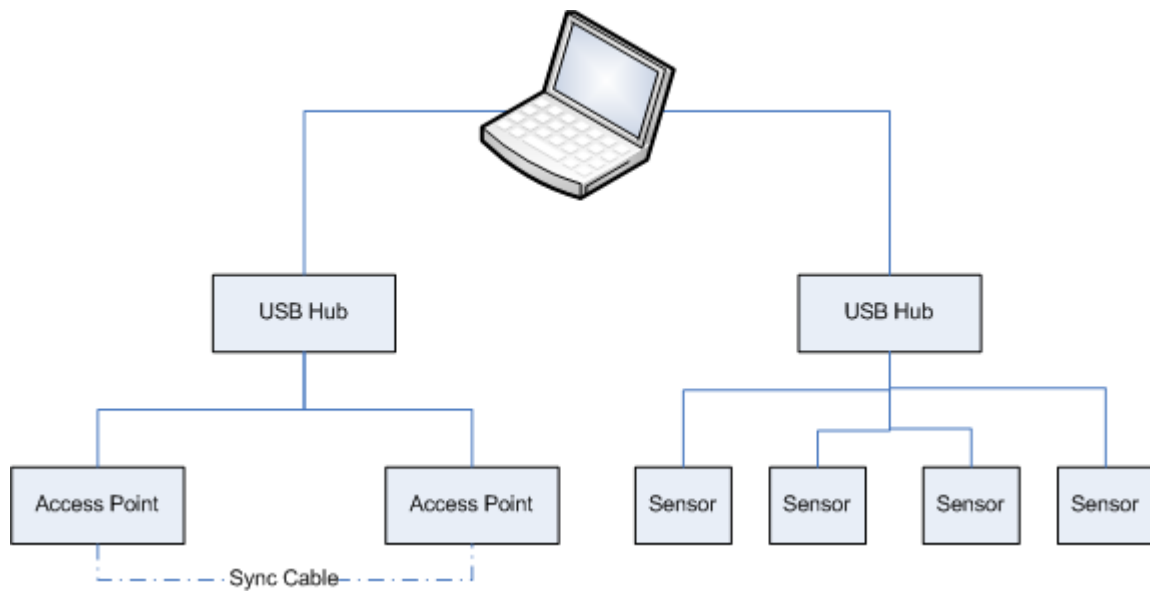 USB Hub
USB Hub
Access Point
Access Point
Sensor
Sensor
Sensor
Sensor
Sync Cable